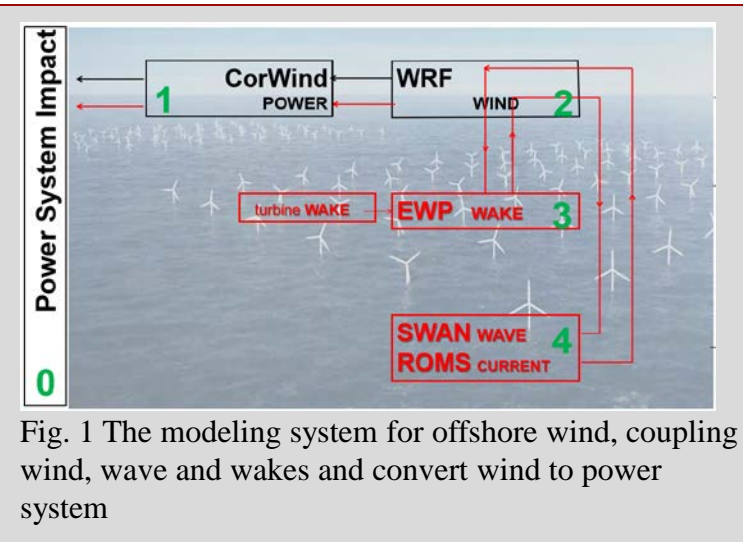 Power System Impact
0
1
CorWind
POWER
WRF
WIND
2
turbine WAKE
EWP WAKE
3
SWAN WAVE
4
ROMS CURRENT
Fig. 1 The modeling system for offshore wind, coupling
wind, wave and wakes and convert wind to power
system